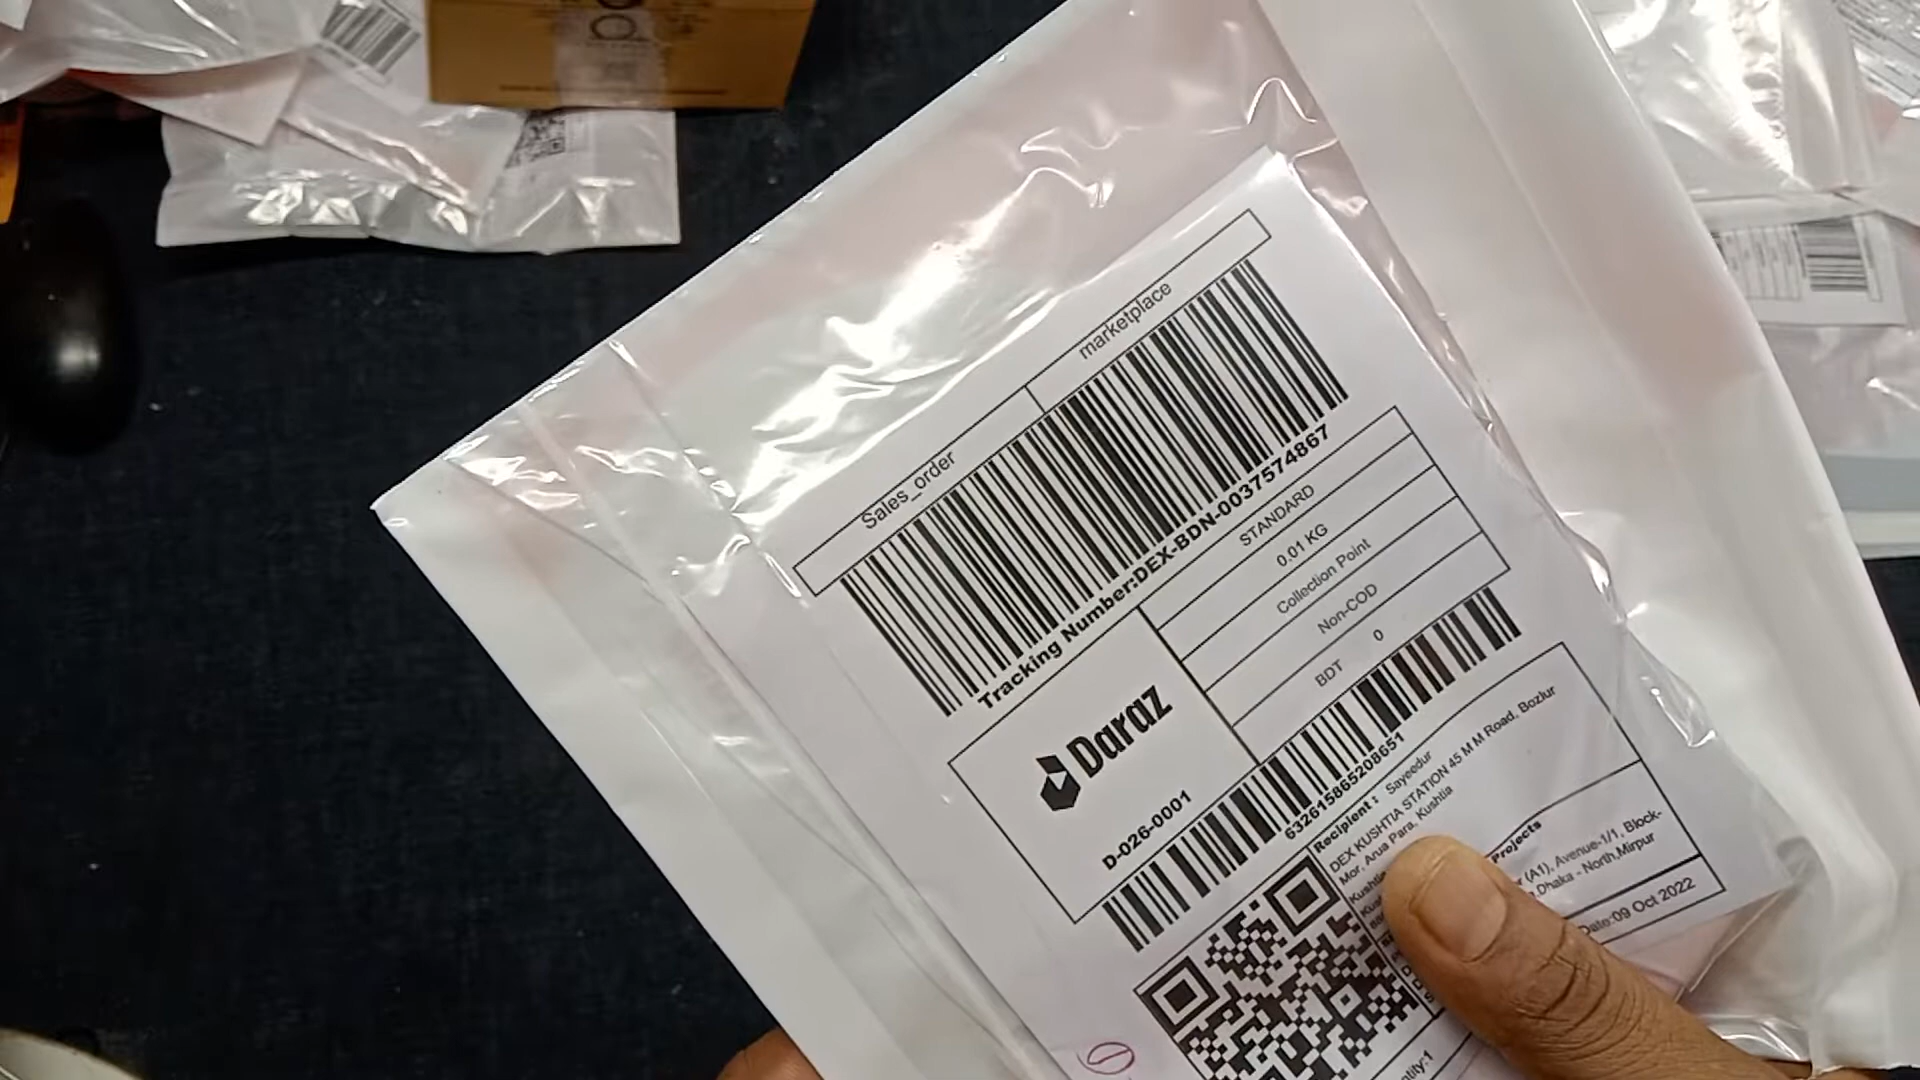 Sales_order
marketplace
Tracking Number:DEX-BDN-0037574867
STANDARD
0.01 KG
Collection Point
Non-COD
BDT 0
Daraz
D-026-0001
632615865208651
Recipient : Sayeedur
DEX KUSHTIA STATION 45 M M Road, Bozlur
Mor, Arua Para, Kushtia
Projects
(A1), Avenue-1/1, Block-
Dhaka - North,Mirpur
Date:09 Oct 2022